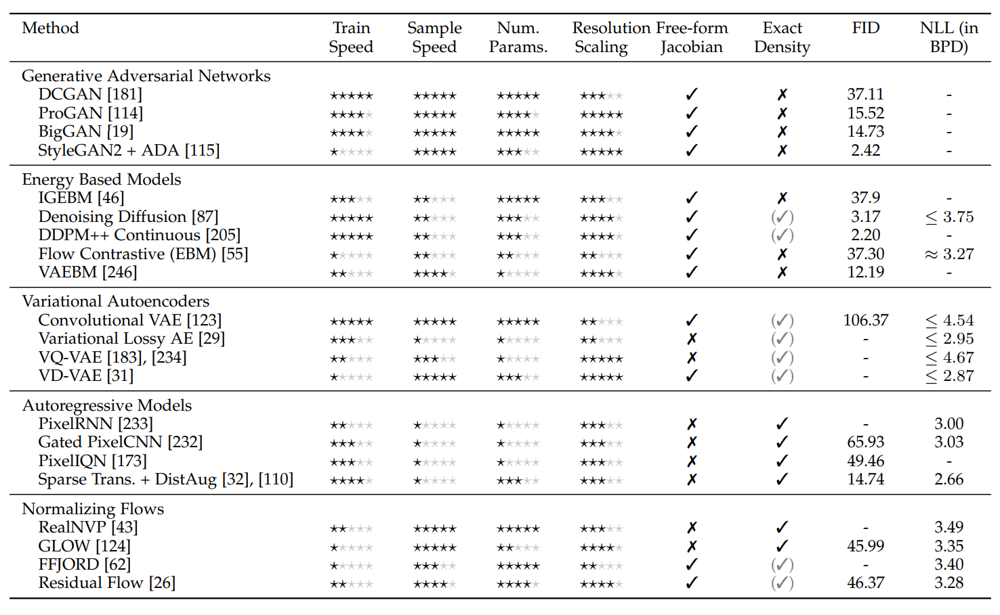 Method Train Speed Sample Speed Num. Params. Resolution Scaling Free-form Jacobian Exact Density FID NLL (in BPD)
Generative Adversarial Networks
DCGAN [181] ★★★★★ ★★★★★ ★★★★★ ★★★☆☆ ✓ ✗ 37.11 -
ProGAN [114] ★★★★☆ ★★★★★ ★★★★☆ ★★★★★ ✓ ✗ 15.52 -
BigGAN [19] ★★★★☆ ★★★★★ ★★★★★ ★★★★☆ ✓ ✗ 14.73 -
StyleGAN2 + ADA [115] ★☆☆☆☆ ★★★★★ ★★★☆☆ ★★★★★ ✓ ✗ 2.42 -
Energy Based Models
IGEBM [46] ★★★☆☆ ★★☆☆☆ ★★★★★ ★★★☆☆ ✓ ✗ 37.9 -
Denoising Diffusion [87] ★★★★★ ★★☆☆☆ ★★★☆☆ ★★★★☆ ✓ (✓) 3.17 ≤ 3.75
DDPM++ Continuous [205] ★★★★★ ★★☆☆☆ ★★★☆☆ ★★★★☆ ✓ (✓) 2.20 -
Flow Contrastive (EBM) [55] ★☆☆☆☆ ★★☆☆☆ ★★☆☆☆ ★★☆☆☆ ✓ ✗ 37.30 ≈ 3.27
VAEBM [246] ★★☆☆☆ ★★★★☆ ★☆☆☆☆ ★★★★☆ ✓ ✗ 12.19 -
Variational Autoencoders
Convolutional VAE [123] ★★★★★ ★★★★★ ★★★★★ ★★☆☆☆ ✓ (✓) 106.37 ≤ 4.54
Variational Lossy AE [29] ★★★☆☆ ★☆☆☆☆ ★☆☆☆☆ ★★☆☆☆ ✗ (✓) - ≤ 2.95
VQ-VAE [183], [234] ★★☆☆☆ ★★★☆☆ ★☆☆☆☆ ★★★★★ ✗ (✓) - ≤ 4.67
VD-VAE [31] ★☆☆☆☆ ★★★★★ ★★★☆☆ ★★★★★ ✓ (✓) - ≤ 2.87
Autoregressive Models
PixelRNN [233] ★★☆☆☆ ★☆☆☆☆ ★☆☆☆☆ ★★★☆☆ ✗ ✓ - 3.00
Gated PixelCNN [232] ★★★☆☆ ★☆☆☆☆ ★☆☆☆☆ ★★★☆☆ ✗ ✓ 65.93 3.03
PixelIQN [173] ★★★☆☆ ★☆☆☆☆ ★☆☆☆☆ ★★★☆☆ ✗ ✓ 49.46 -
Sparse Trans. + DistAug [32], [110] ★★★★☆ ★☆☆☆☆ ★★★☆☆ ★★★☆☆ ✗ ✓ 14.74 2.66
Normalizing Flows
RealNVP [43] ★★☆☆☆ ★★★★★ ★★★★★ ★★★☆☆ ✗ ✓ - 3.49
GLOW [124] ★☆☆☆☆ ★★★★★ ★★☆☆☆ ★★★★☆ ✗ ✓ 45.99 3.35
FFJORD [62] ★☆☆☆☆ ★★★☆☆ ★★★★★ ★★☆☆☆ ✓ (✓) - 3.40
Residual Flow [26] ★★☆☆☆ ★★★★☆ ★★★★☆ ★★★★☆ ✓ (✓) 46.37 3.28